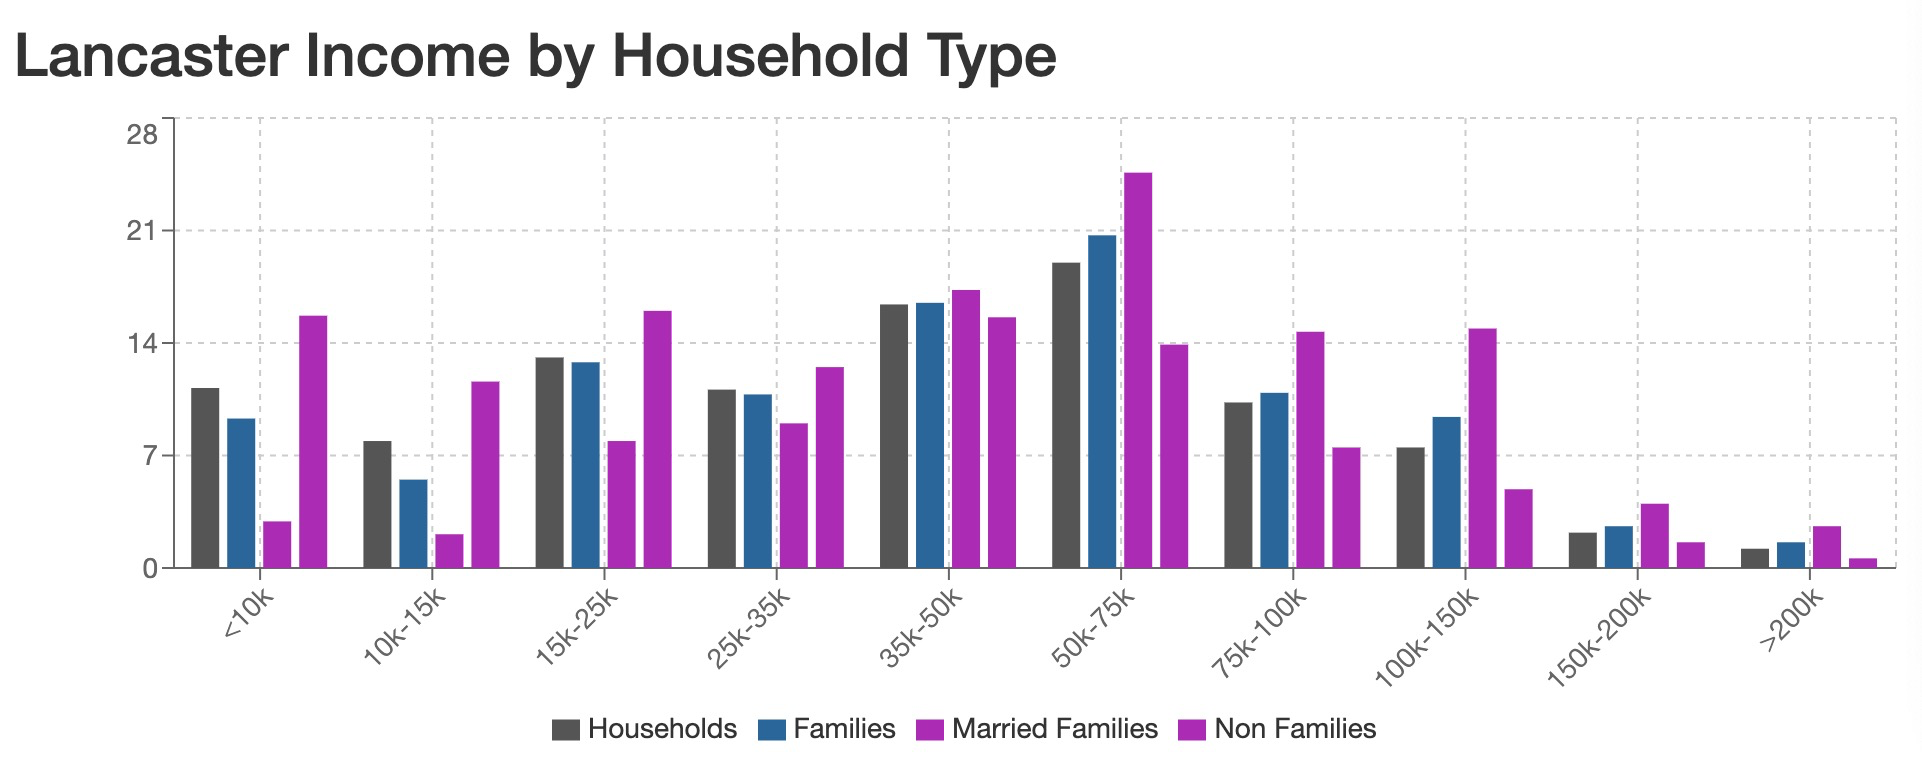 Lancaster Income by Household Type
28
21
14
7
0
<10k
10k-15k
15k-25k
25k-35k
35k-50k
50k-75k
75k-100k
100k-150k
150k-200k
>200k
Households Families Married Families Non Families